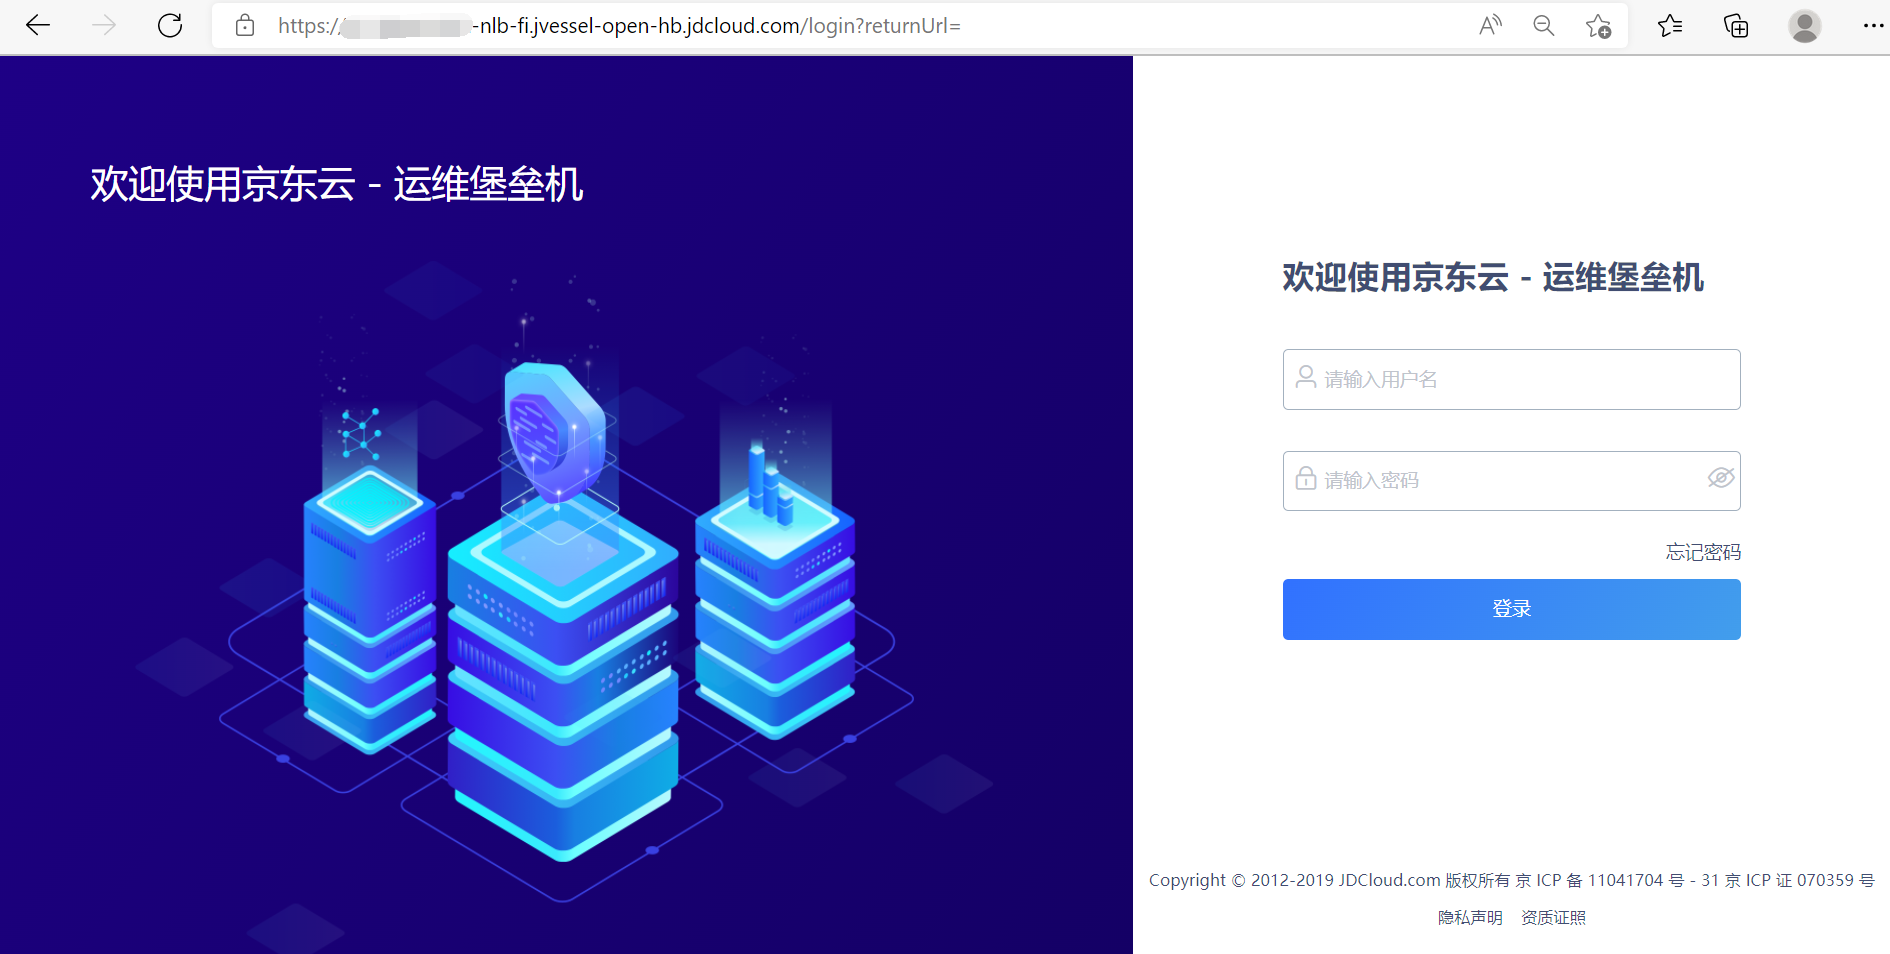 https:/
-nlb-fi.jvessel-open-hb.jdcloud.com/login?returnUrl=
欢迎使用京东云 - 运维堡垒机
欢迎使用京东云 - 运维堡垒机
请输入用户名
请输入密码
忘记密码
登录
Copyright © 2012-2019 JDCloud.com 版权所有 京 ICP 备 11041704 号 - 31 京 ICP 证 070359 号
隐私声明 资质证照